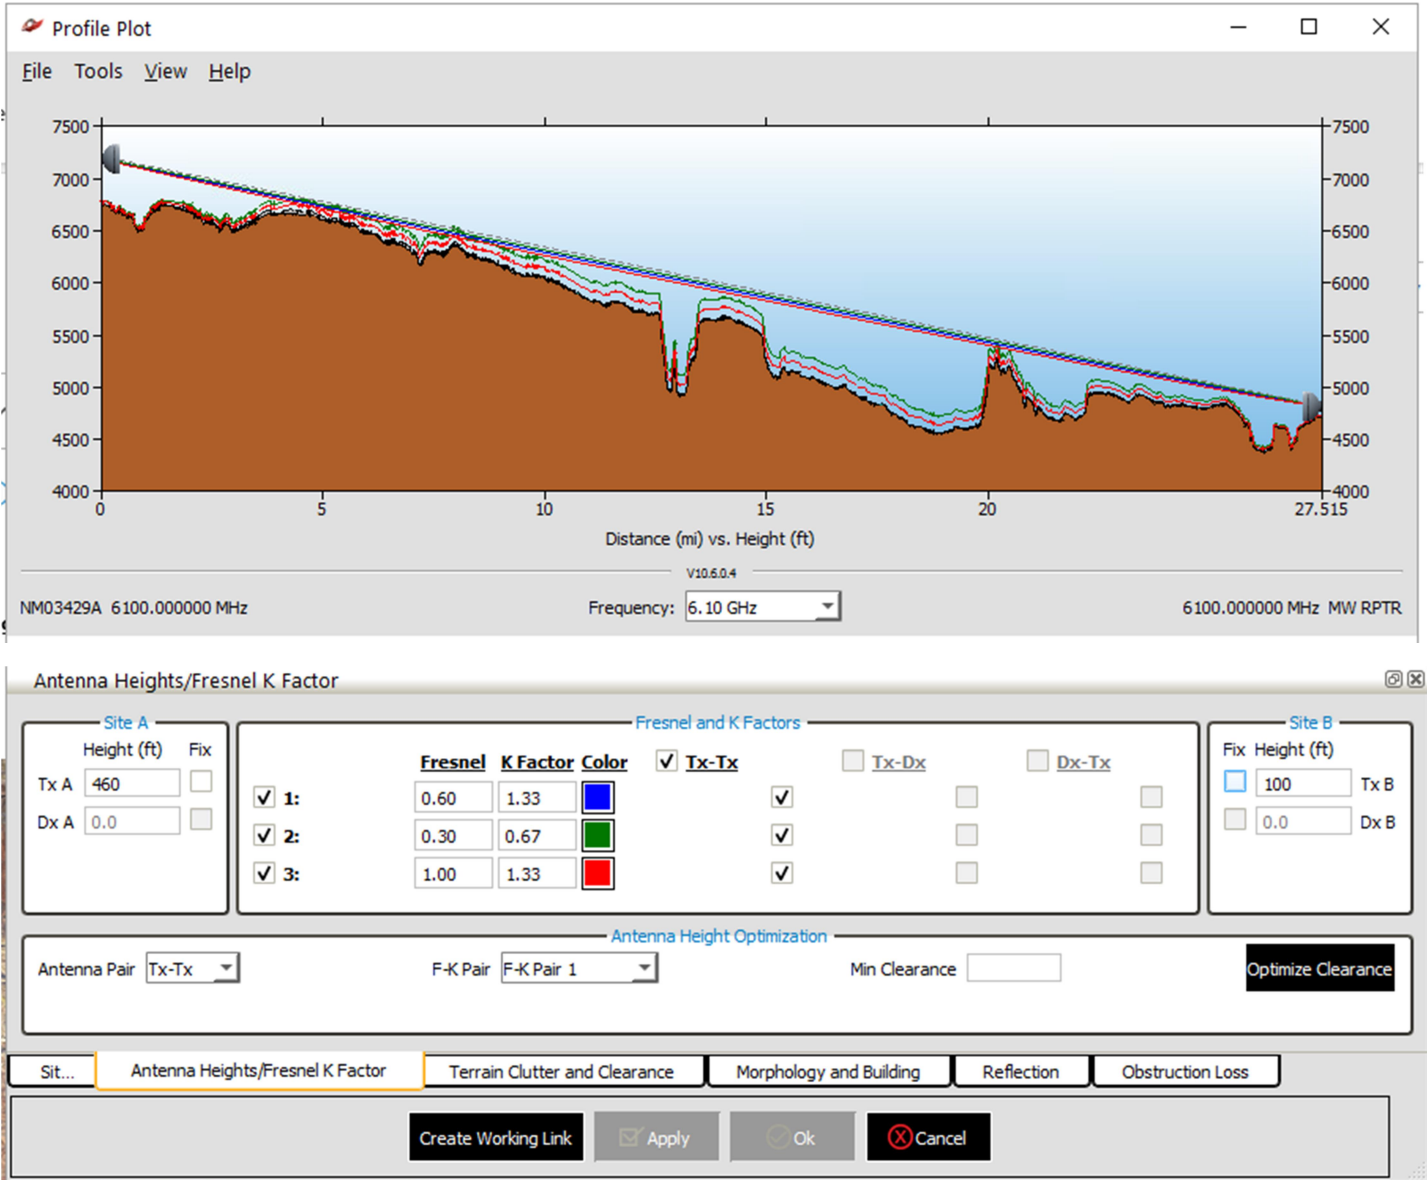 Profile Plot
File Tools View Help
7500 7500
7000 7000
6500 6500
6000 6000
5500 5500
5000 5000
4500 4500
4000 4000
0 5 10 15 20 27.515
Distance (mi) vs. Height (ft)
V10.6.0.4
NM03429A 6100.000000 MHz Frequency: 6.10 GHz 6100.000000 MHz MW RPTR
Antenna Heights/Fresnel K Factor
Site A Fresnel and K Factors Site B
Height (ft) Fix Fix Height (ft)
Fresnel K Factor Color Tx-Tx Tx-Dx Dx-Tx
Tx A 460 1: 0.60 1.33 100 Tx B
Dx A 0.0 2: 0.30 0.67 0.0 Dx B
3: 1.00 1.33
Antenna Height Optimization
Antenna Pair Tx-Tx F-K Pair F-K Pair 1 Min Clearance Optimize Clearance
Sit... Antenna Heights/Fresnel K Factor Terrain Clutter and Clearance Morphology and Building Reflection Obstruction Loss
Create Working Link Apply Ok Cancel